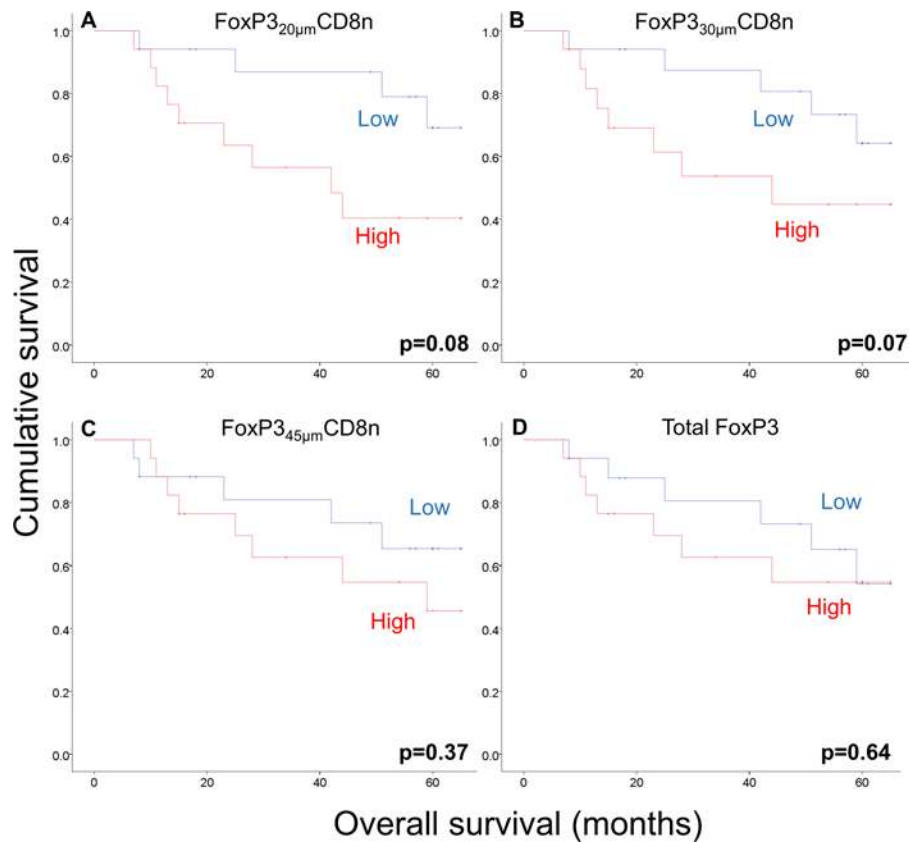 A FoxP3₂₀µmCD8n
1.0
0.8
0.6
0.4
0.2
0.0
Low
High
p=0.08
0 20 40 60
B FoxP3₃₀µmCD8n
1.0
0.8
0.6
0.4
0.2
0.0
Low
High
p=0.07
0 20 40 60
C FoxP3₄₅µmCD8n
1.0
0.8
0.6
0.4
0.2
0.0
Low
High
p=0.37
0 20 40 60
D Total FoxP3
1.0
0.8
0.6
0.4
0.2
0.0
Low
High
p=0.64
0 20 40 60
Cumulative survival
Overall survival (months)